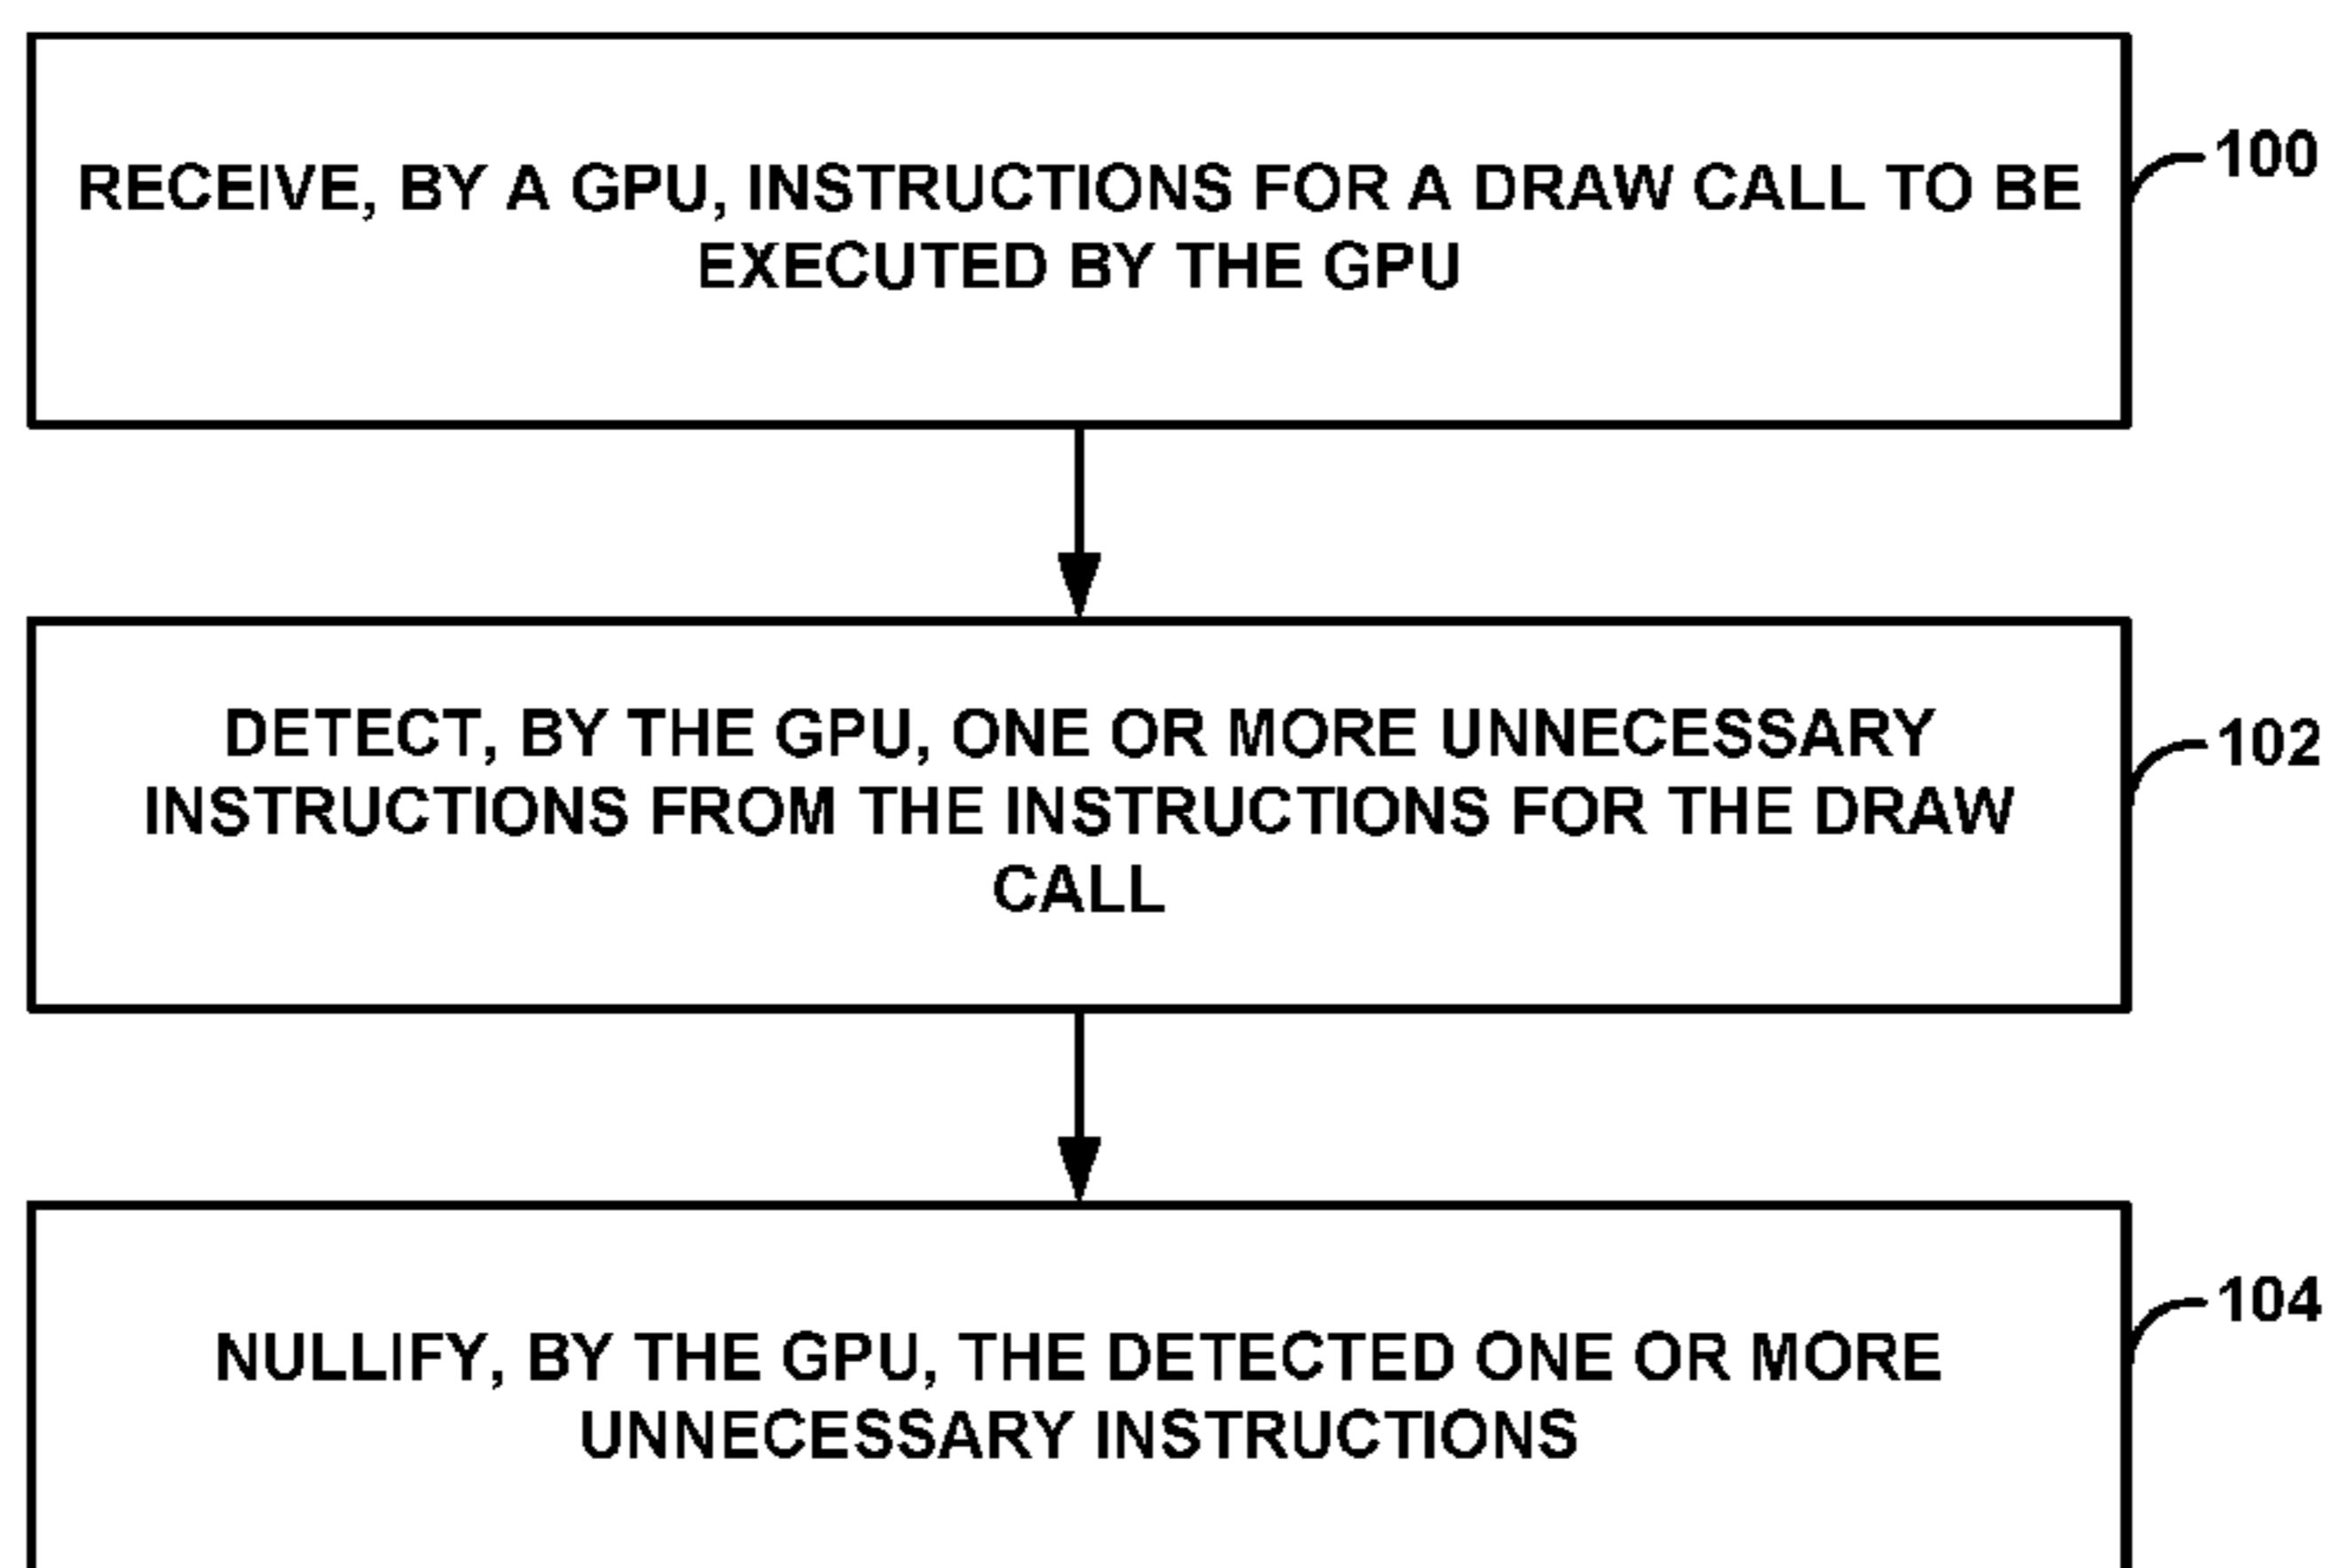 RECEIVE, BY A GPU, INSTRUCTIONS FOR A DRAW CALL TO BE
EXECUTED BY THE GPU
100
DETECT, BY THE GPU, ONE OR MORE UNNECESSARY
INSTRUCTIONS FROM THE INSTRUCTIONS FOR THE DRAW
CALL
102
NULLIFY, BY THE GPU, THE DETECTED ONE OR MORE
UNNECESSARY INSTRUCTIONS
104